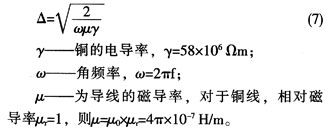 Δ=√(2/ωμγ) (7)
γ——铜的电导率，γ=58×10⁶ Ωm；
ω——角频率，ω=2πf；
μ——为导线的磁导率，对于铜线，相对磁
导率μᵣ=1，则μ=μ₀×μᵣ=4π×10⁻⁷ H/m。